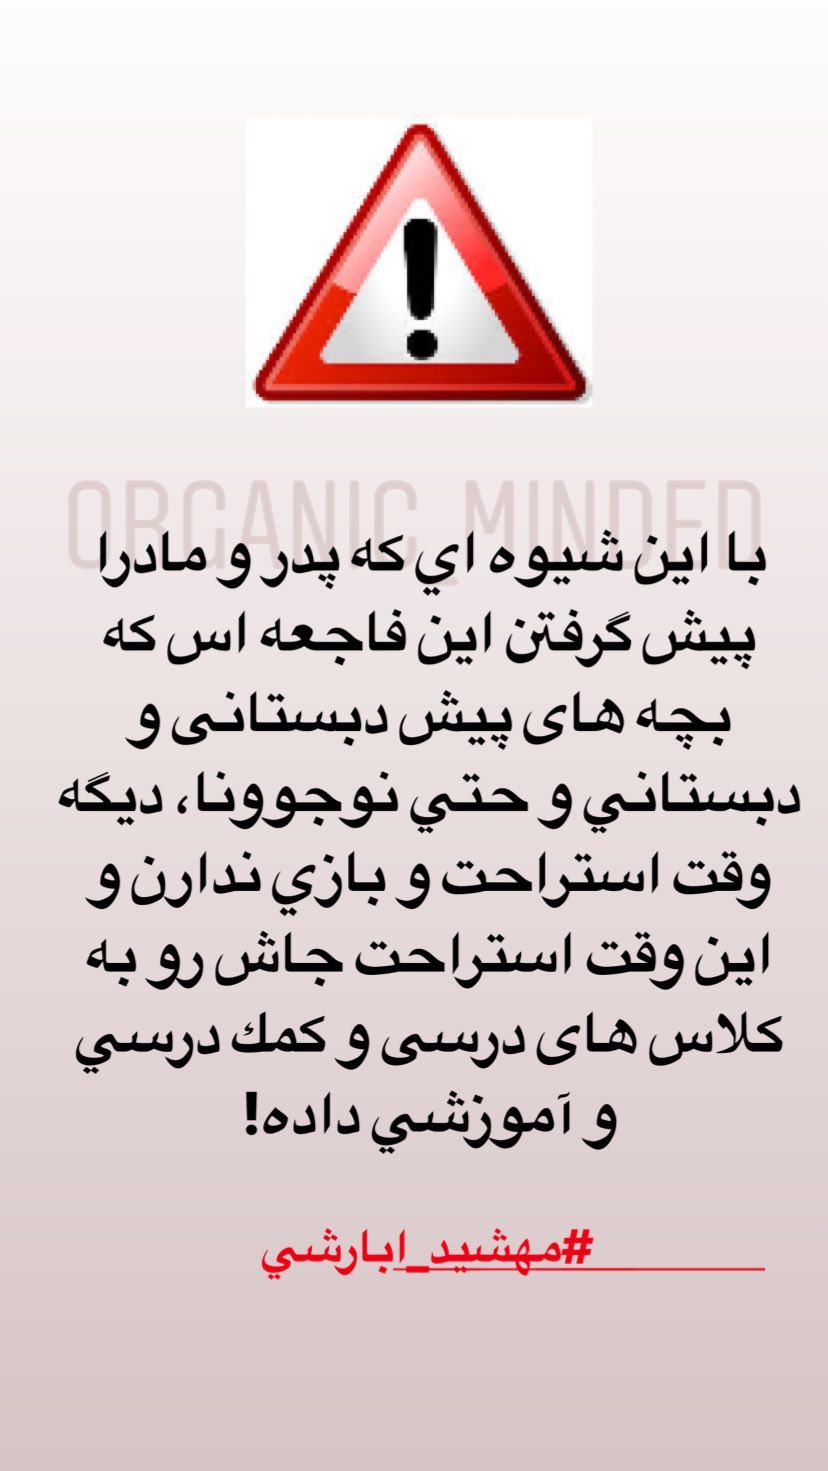 ORGANIC_MINDED
با این شیوه اي که پدر و مادرا
پیش گرفتن این فاجعه اس که
بچه های پیش دبستانی و
دبستاني و حتي نوجوونا، دیگه
وقت استراحت و بازي ندارن و
این وقت استراحت جاش رو به
کلاس های درسی و کمك درسي
و آموزشي داده!
#مهشید_ابارشي